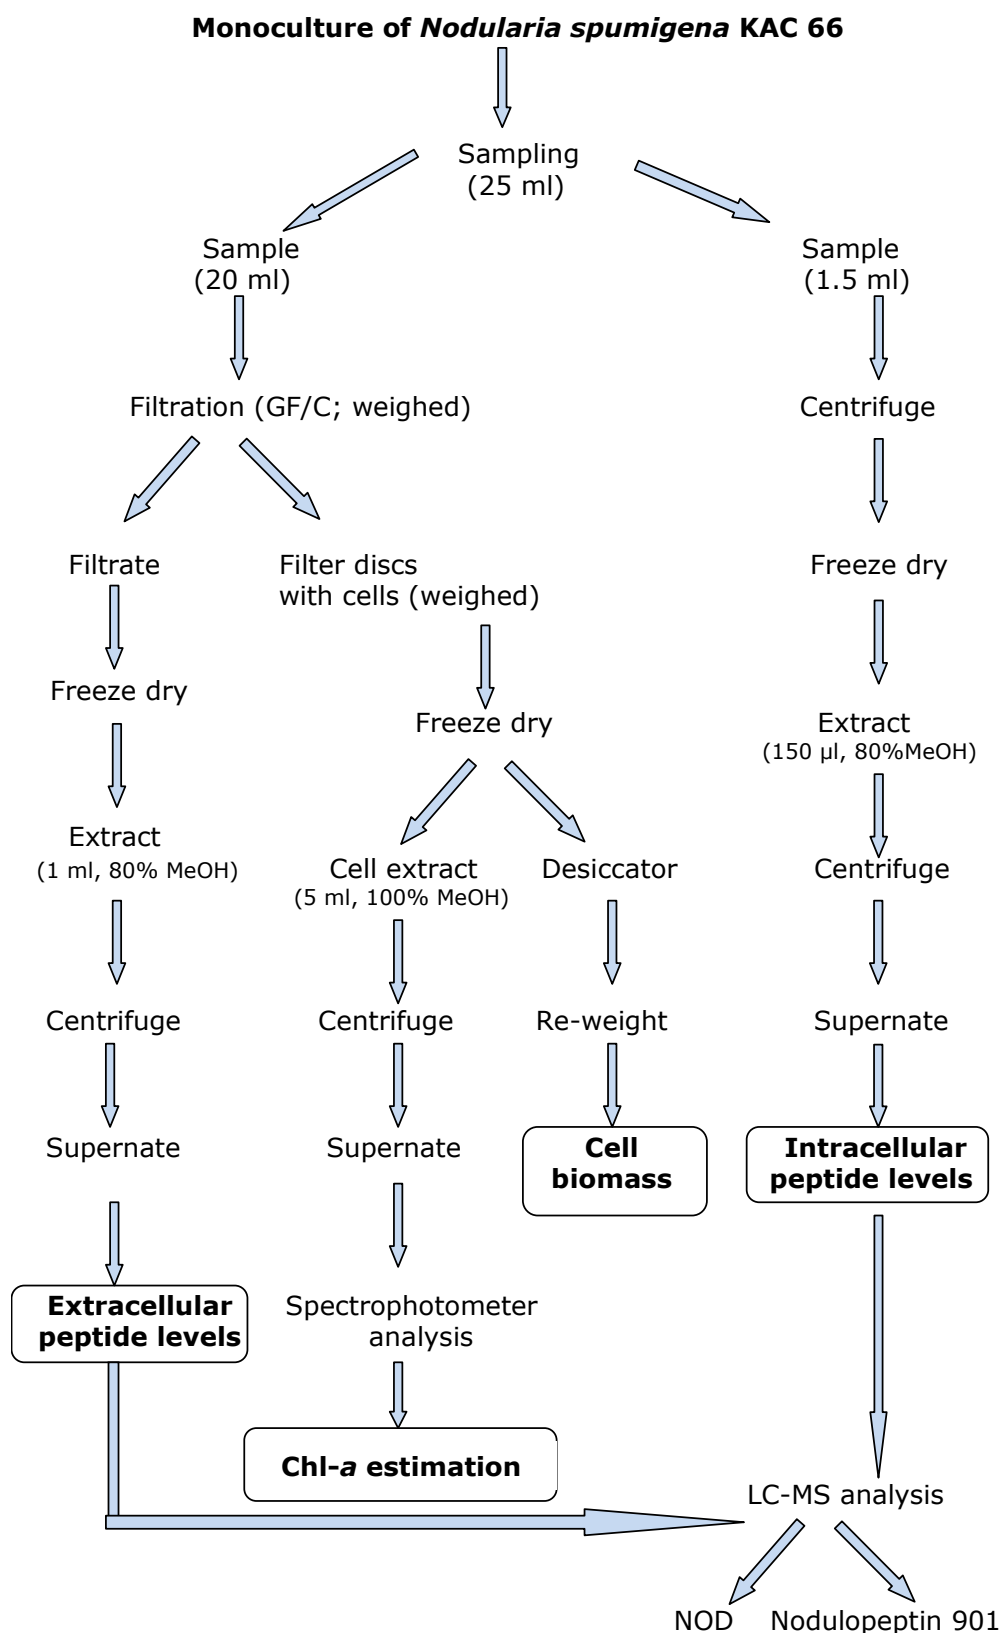 Monoculture of Nodularia spumigena KAC 66
Sampling
(25 ml)
Sample
(20 ml)
Sample
(1.5 ml)
Filtration (GF/C; weighed)
Centrifuge
Filtrate
Filter discs
with cells (weighed)
Freeze dry
Freeze dry
Freeze dry
Extract
(150 µl, 80%MeOH)
Extract
(1 ml, 80% MeOH)
Cell extract
(5 ml, 100% MeOH)
Desiccator
Centrifuge
Centrifuge
Centrifuge
Re-weight
Supernate
Supernate
Supernate
Cell
biomass
Intracellular
peptide levels
Extracellular
peptide levels
Spectrophotometer
analysis
Chl-a estimation
LC-MS analysis
NOD
Nodulopeptin 901